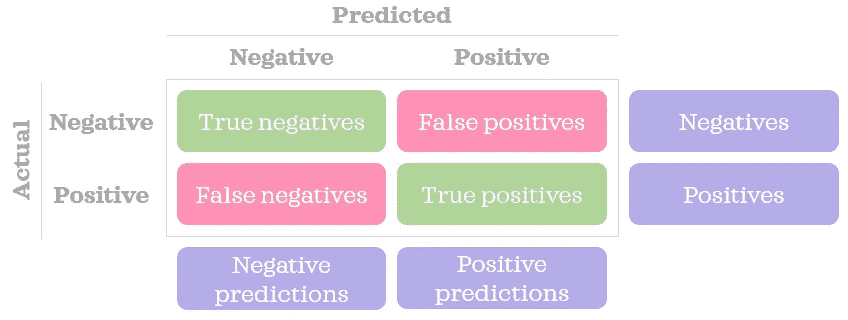 Predicted
Negative Positive
Actual
Negative True negatives False positives Negatives
Positive False negatives True positives Positives
Negative predictions Positive predictions